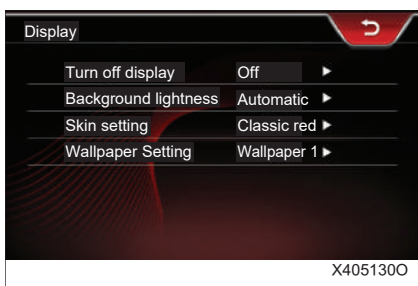 Display
Turn off display Off
Background lightness Automatic
Skin setting Classic red
Wallpaper Setting Wallpaper 1
X405130O